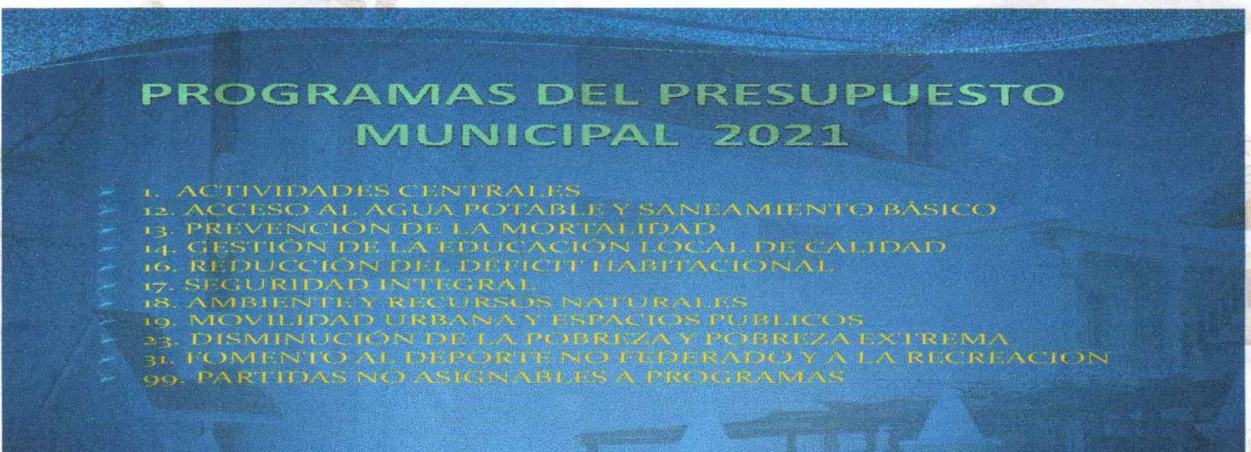 PROGRAMAS DEL PRESUPUESTO
MUNICIPAL 2021
1. ACTIVIDADES CENTRALES
12. ACCESO AL AGUA POTABLE Y SANEAMIENTO BÁSICO
13. PREVENCIÓN DE LA MORTALIDAD
14. GESTIÓN DE LA EDUCACIÓN LOCAL DE CALIDAD
16. REDUCCIÓN DEL DÉFICIT HABITACIONAL
17. SEGURIDAD INTEGRAL
18. AMBIENTE Y RECURSOS NATURALES
19. MOVILIDAD URBANA Y ESPACIOS PÚBLICOS
23. DISMINUCIÓN DE LA POBREZA Y POBREZA EXTREMA
31. FOMENTO AL DEPORTE NO FEDERADO Y A LA RECREACION
99. PARTIDAS NO ASIGNABLES A PROGRAMAS